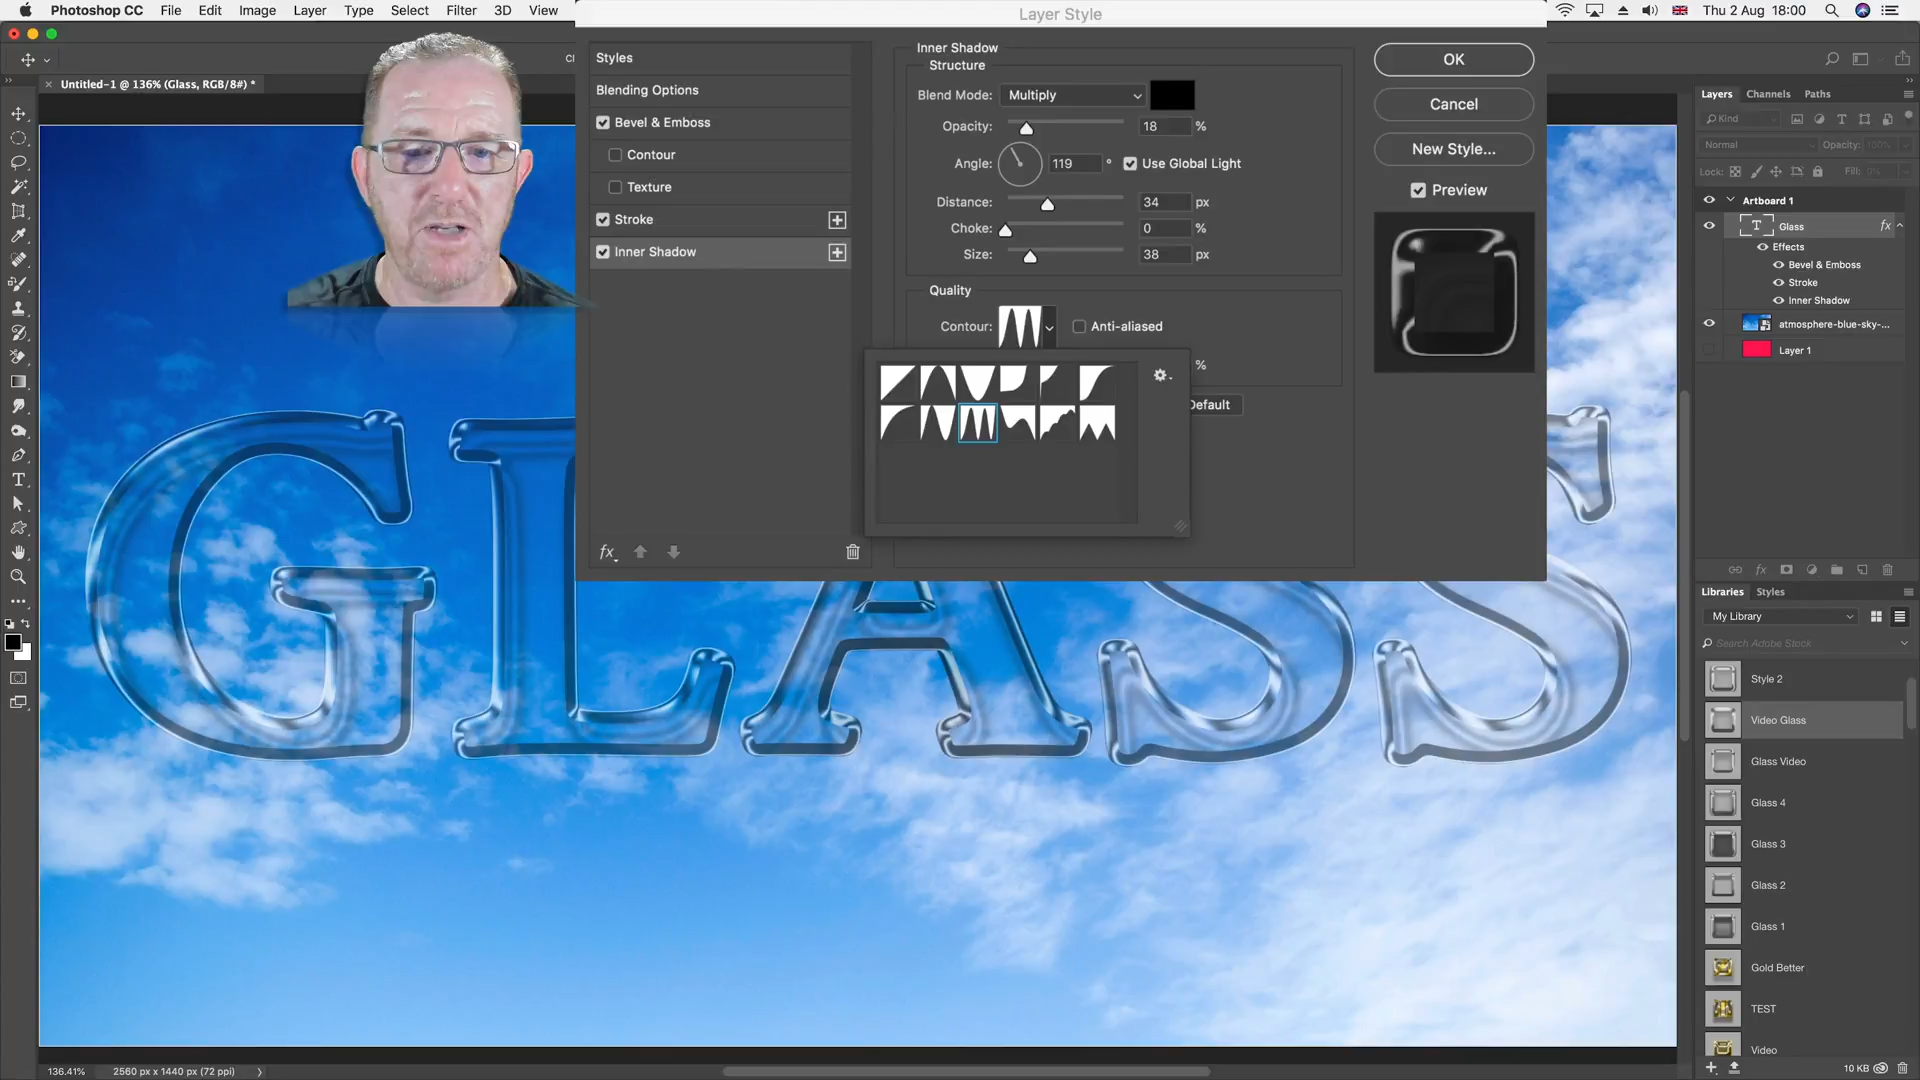 Photoshop CC File Edit Image Layer Type Select Filter 3D View
Layer Style
Thu 2 Aug 18:00
Untitled-1 @ 136% (Glass, RGB/8#) *
Styles
Blending Options
Bevel & Emboss
Contour
Texture
Stroke
Inner Shadow
fx
Inner Shadow
Structure
Blend Mode: Multiply
Opacity: 18 %
Angle: 119 ° Use Global Light
Distance: 34 px
Choke: 0 %
Size: 38 px
Quality
Contour: Anti-aliased
%
Default
OK
Cancel
New Style...
Preview
GLASS
Layers Channels Paths
Kind
Normal Opacity: 100%
Lock: Fill: 0%
Artboard 1
T Glass fx
Effects
Bevel & Emboss
Stroke
Inner Shadow
atmosphere-blue-sky-...
Layer 1
fx
Libraries Styles
My Library
Search Adobe Stock
Style 2
Video Glass
Glass Video
Glass 4
Glass 3
Glass 2
Glass 1
Gold Better
TEST
Video
10 KB
136.41% 2560 px x 1440 px (72 ppi)